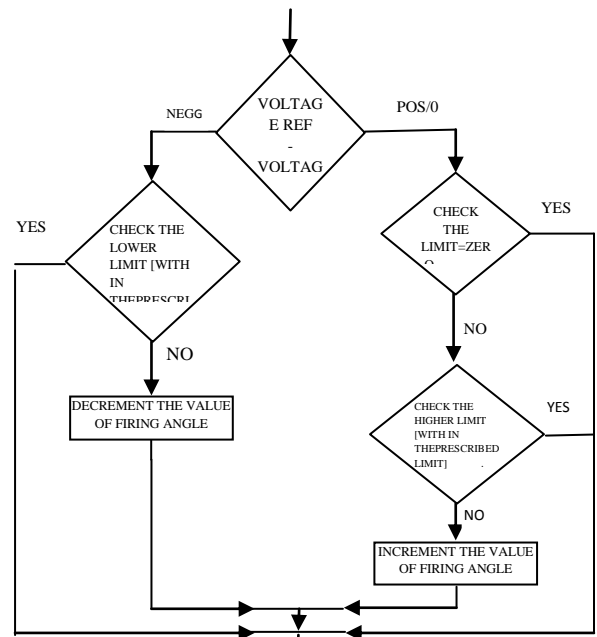 VOLTAG
E REF
-
VOLTAG
NEGG
POS/0
YES
CHECK THE
LOWER
LIMIT [WITH
IN
THEPRESCRI
NO
DECREMENT THE VALUE
OF FIRING ANGLE
CHECK
THE
LIMIT=ZER
YES
NO
CHECK THE
HIGHER LIMIT
[WITH IN
THEPRESCRIBED
LIMIT] .
YES
NO
INCREMENT THE VALUE
OF FIRING ANGLE